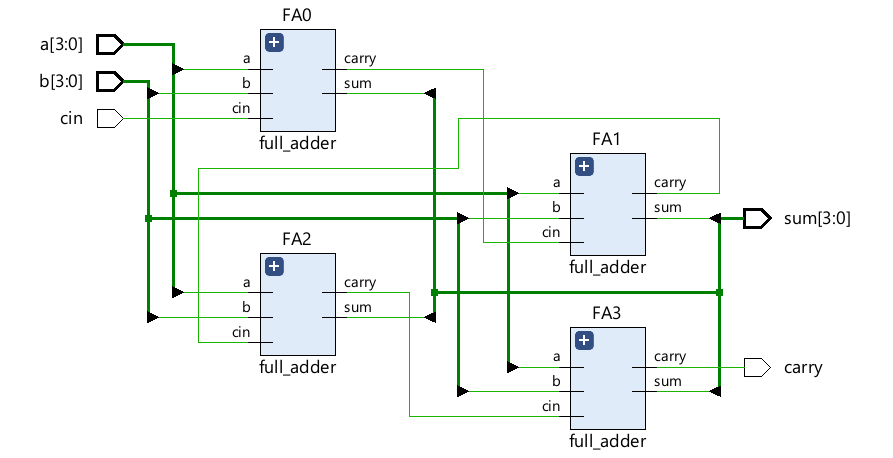 FA0
a[3:0]
b[3:0]
cin
a
b
cin
carry
sum
full_adder
FA1
a
b
cin
carry
sum
full_adder
sum[3:0]
FA2
a
b
cin
carry
sum
full_adder
FA3
a
b
cin
carry
sum
full_adder
carry